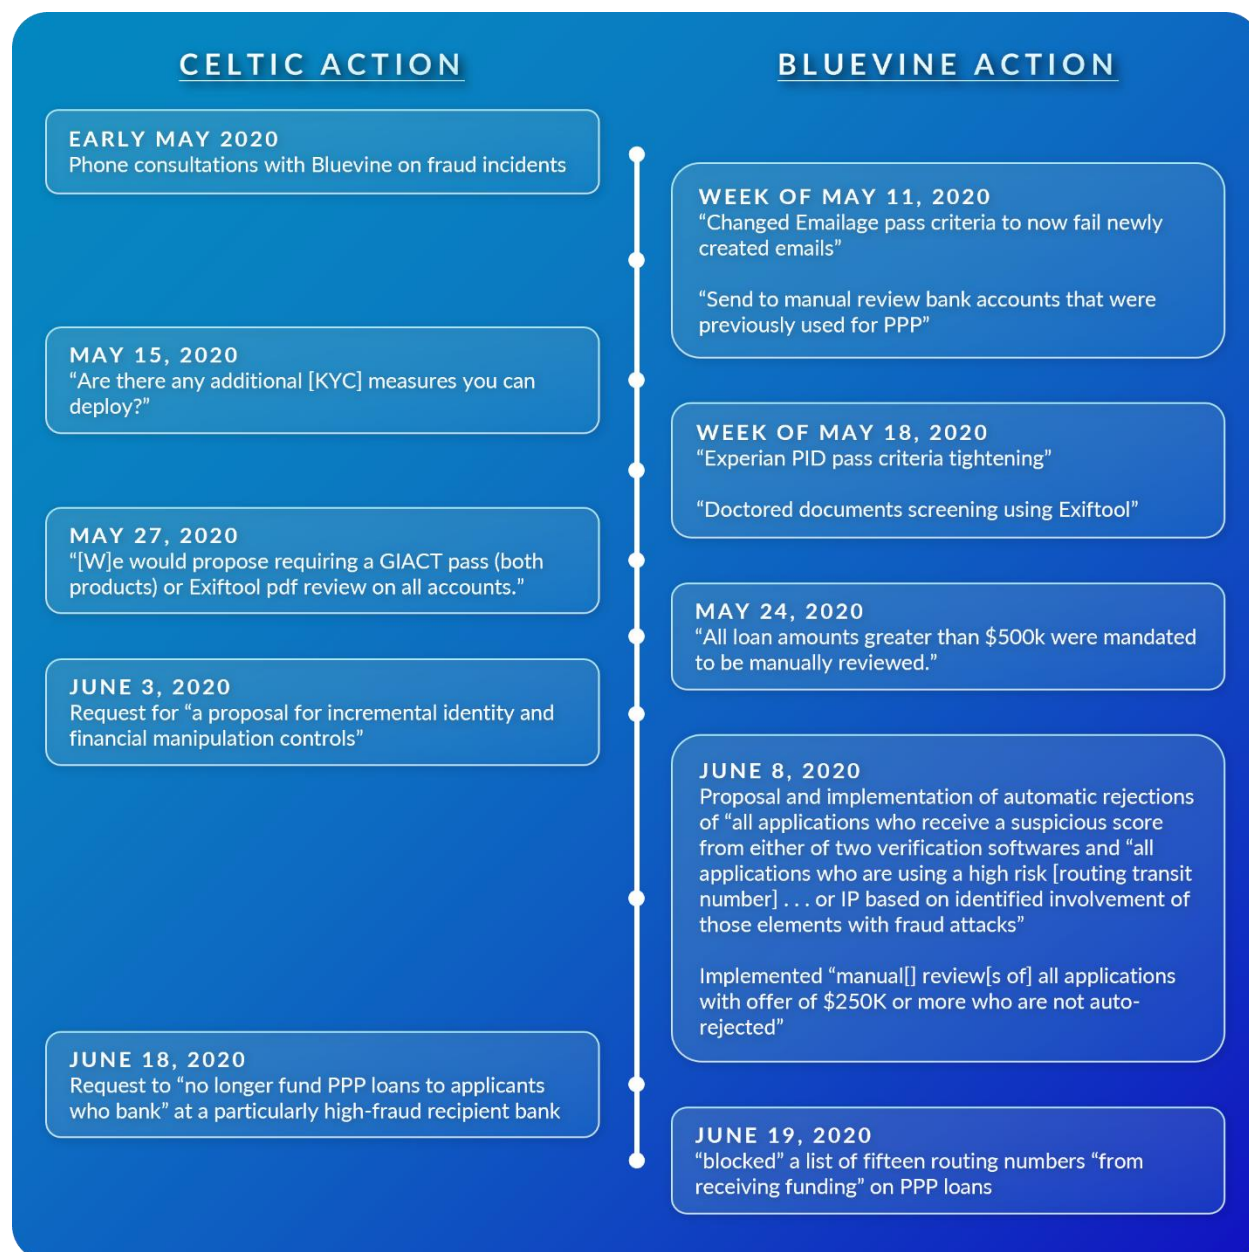 CELTIC ACTION
BLUEVINE ACTION
EARLY MAY 2020
Phone consultations with Bluevine on fraud incidents
WEEK OF MAY 11, 2020
“Changed Emailage pass criteria to now fail newly
created emails”
“Send to manual review bank accounts that were
previously used for PPP”
MAY 15, 2020
“Are there any additional [KYC] measures you can
deploy?”
WEEK OF MAY 18, 2020
“Experian PID pass criteria tightening”
“Doctored documents screening using Exiftool”
MAY 27, 2020
“[W]e would propose requiring a GIACT pass (both
products) or Exiftool pdf review on all accounts.”
MAY 24, 2020
“All loan amounts greater than $500k were mandated
to be manually reviewed.”
JUNE 3, 2020
Request for “a proposal for incremental identity and
financial manipulation controls”
JUNE 8, 2020
Proposal and implementation of automatic rejections
of “all applications who receive a suspicious score
from either of two verification softwares and “all
applications who are using a high risk [routing transit
number] . . . or IP based on identified involvement of
those elements with fraud attacks”
Implemented “manual[] review[s of] all applications
with offer of $250K or more who are not auto-
rejected”
JUNE 18, 2020
Request to “no longer fund PPP loans to applicants
who bank” at a particularly high-fraud recipient bank
JUNE 19, 2020
“blocked” a list of fifteen routing numbers “from
receiving funding” on PPP loans